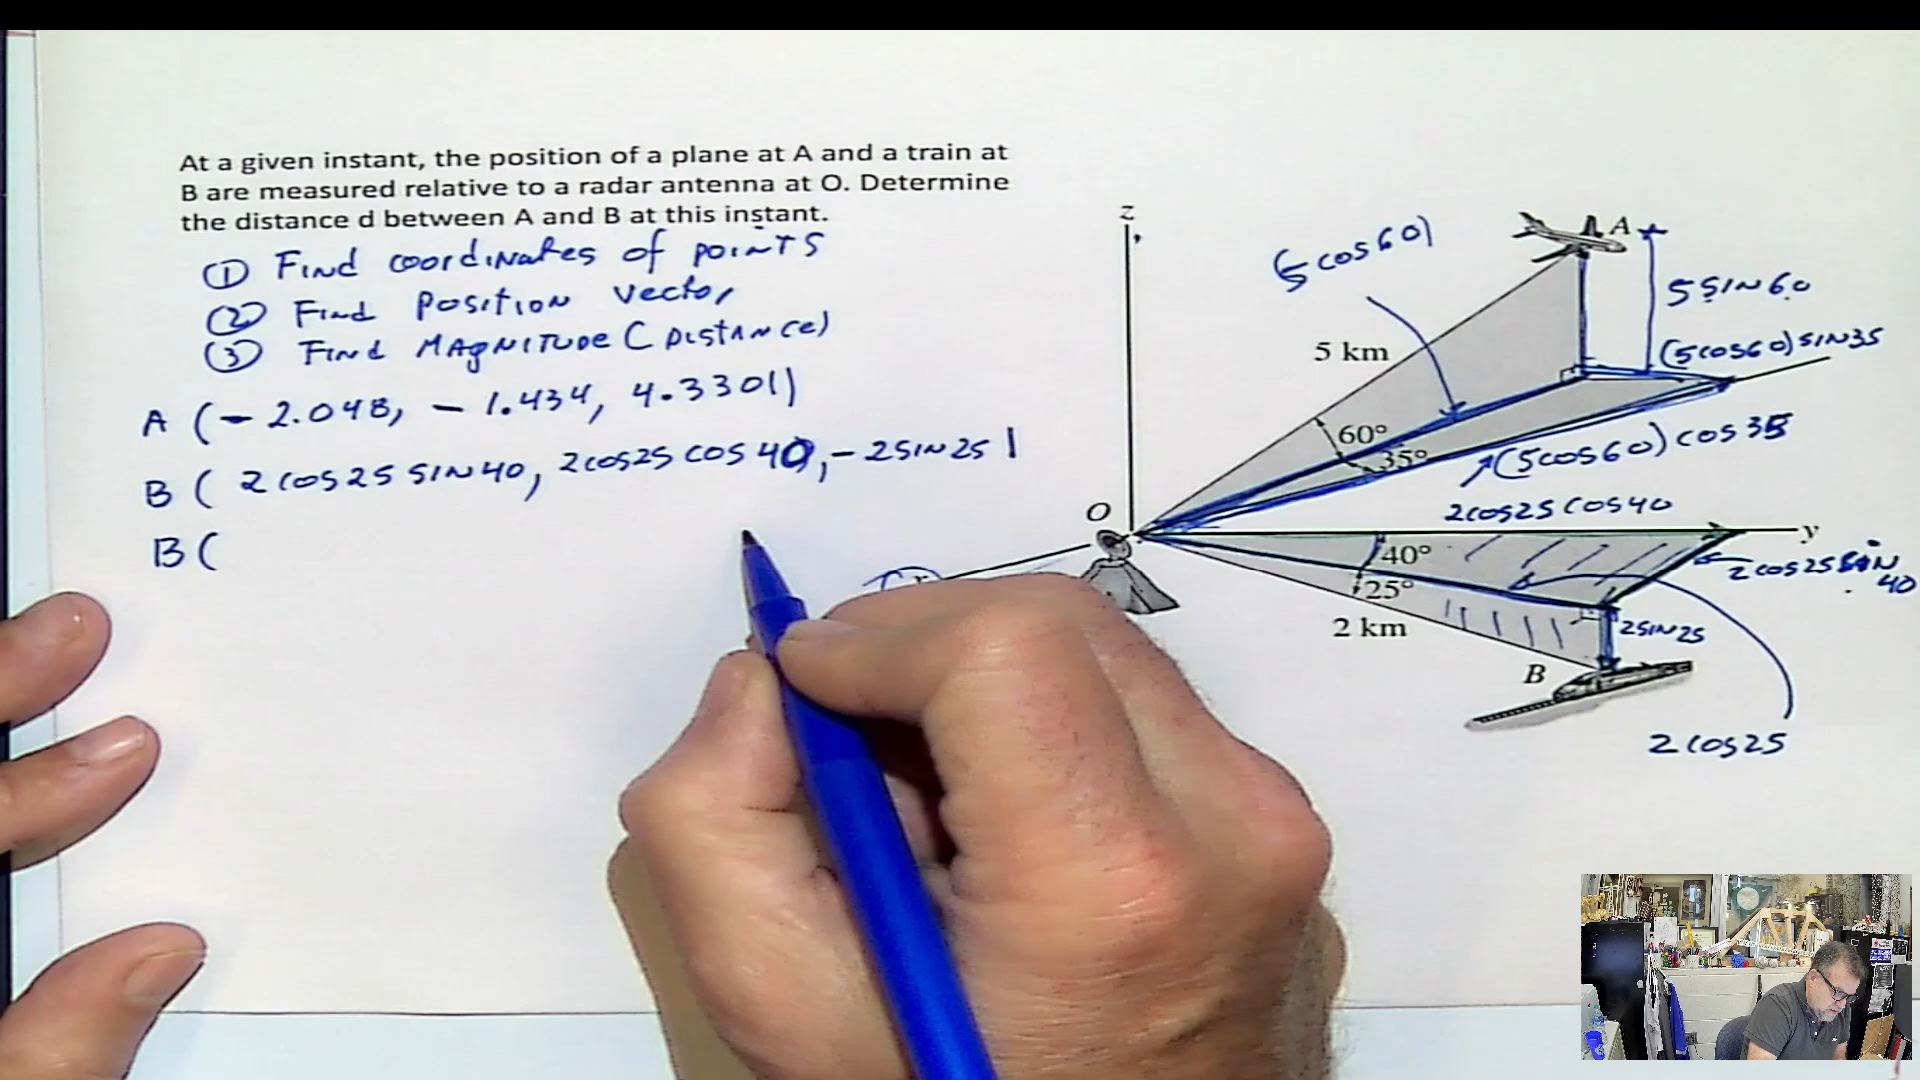 At a given instant, the position of a plane at A and a train at
B are measured relative to a radar antenna at O. Determine
the distance d between A and B at this instant.
① Find coordinates of points
② Find Position vector
③ Find MAgNITUDE (Distance)
A (-2.048, -1.434, 4.3301)
B ( 2cos25 sin40, 2cos25 cos40, -2sin25)
B (
z
A
5cos60)
5 sin60
5 km
(5cos60) sin35
60°
35°
(5cos60) cos35
O
2cos25 cos40
y
40°
2cos25 sin
40
25°
2 km
2sin25
B
2cos25